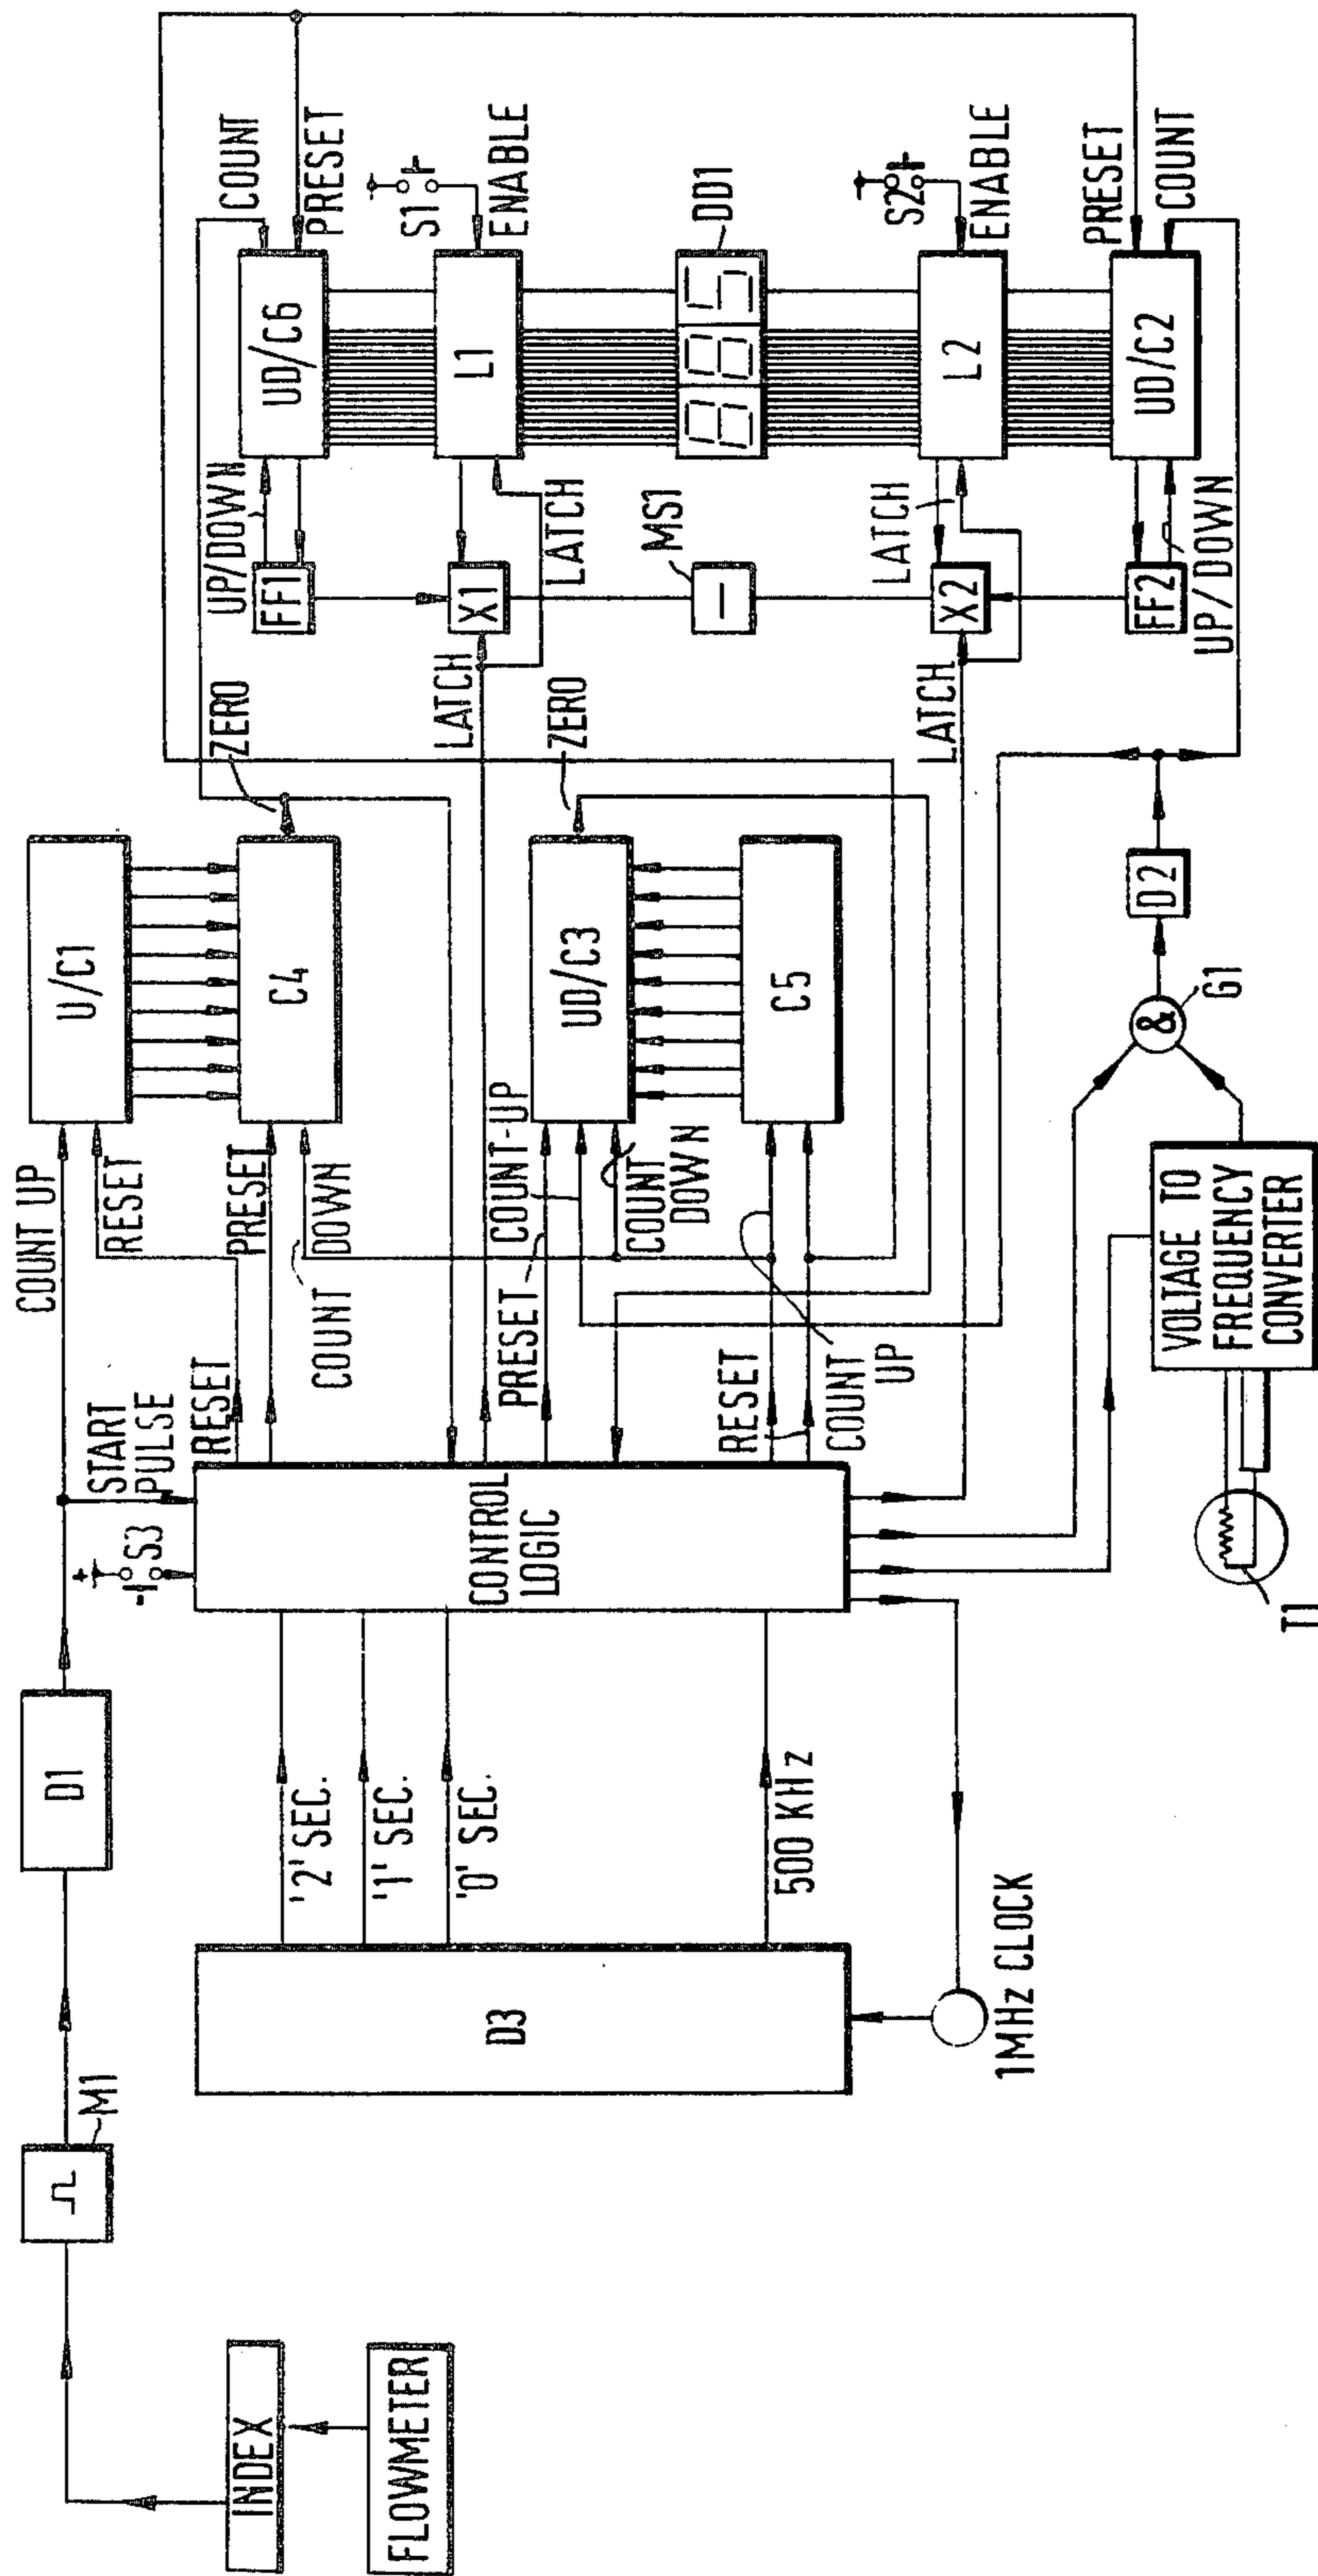 FLOWMETER
INDEX
M1
D1
D3
1MHz CLOCK
'2' SEC.
'1' SEC.
'0' SEC.
500 KHz
START
PULSE
+
S3
CONTROL
LOGIC
COUNT UP
RESET
RESET
PRESET
COUNT
DOWN
U/C1
C4
ZERO
PRESET
COUNT-UP
COUNT
DOWN
UD/C3
C5
ZERO
RESET
COUNT
UP
T1
VOLTAGE TO
FREQUENCY
CONVERTER
&
G1
D2
LATCH
LATCH
LATCH
LATCH
UP/DOWN
FF1
X1
MS1
X2
FF2
UP/DOWN
UD/C6
L1
DD1
L2
UD/C2
COUNT
PRESET
S1
ENABLE
S2
ENABLE
PRESET
COUNT